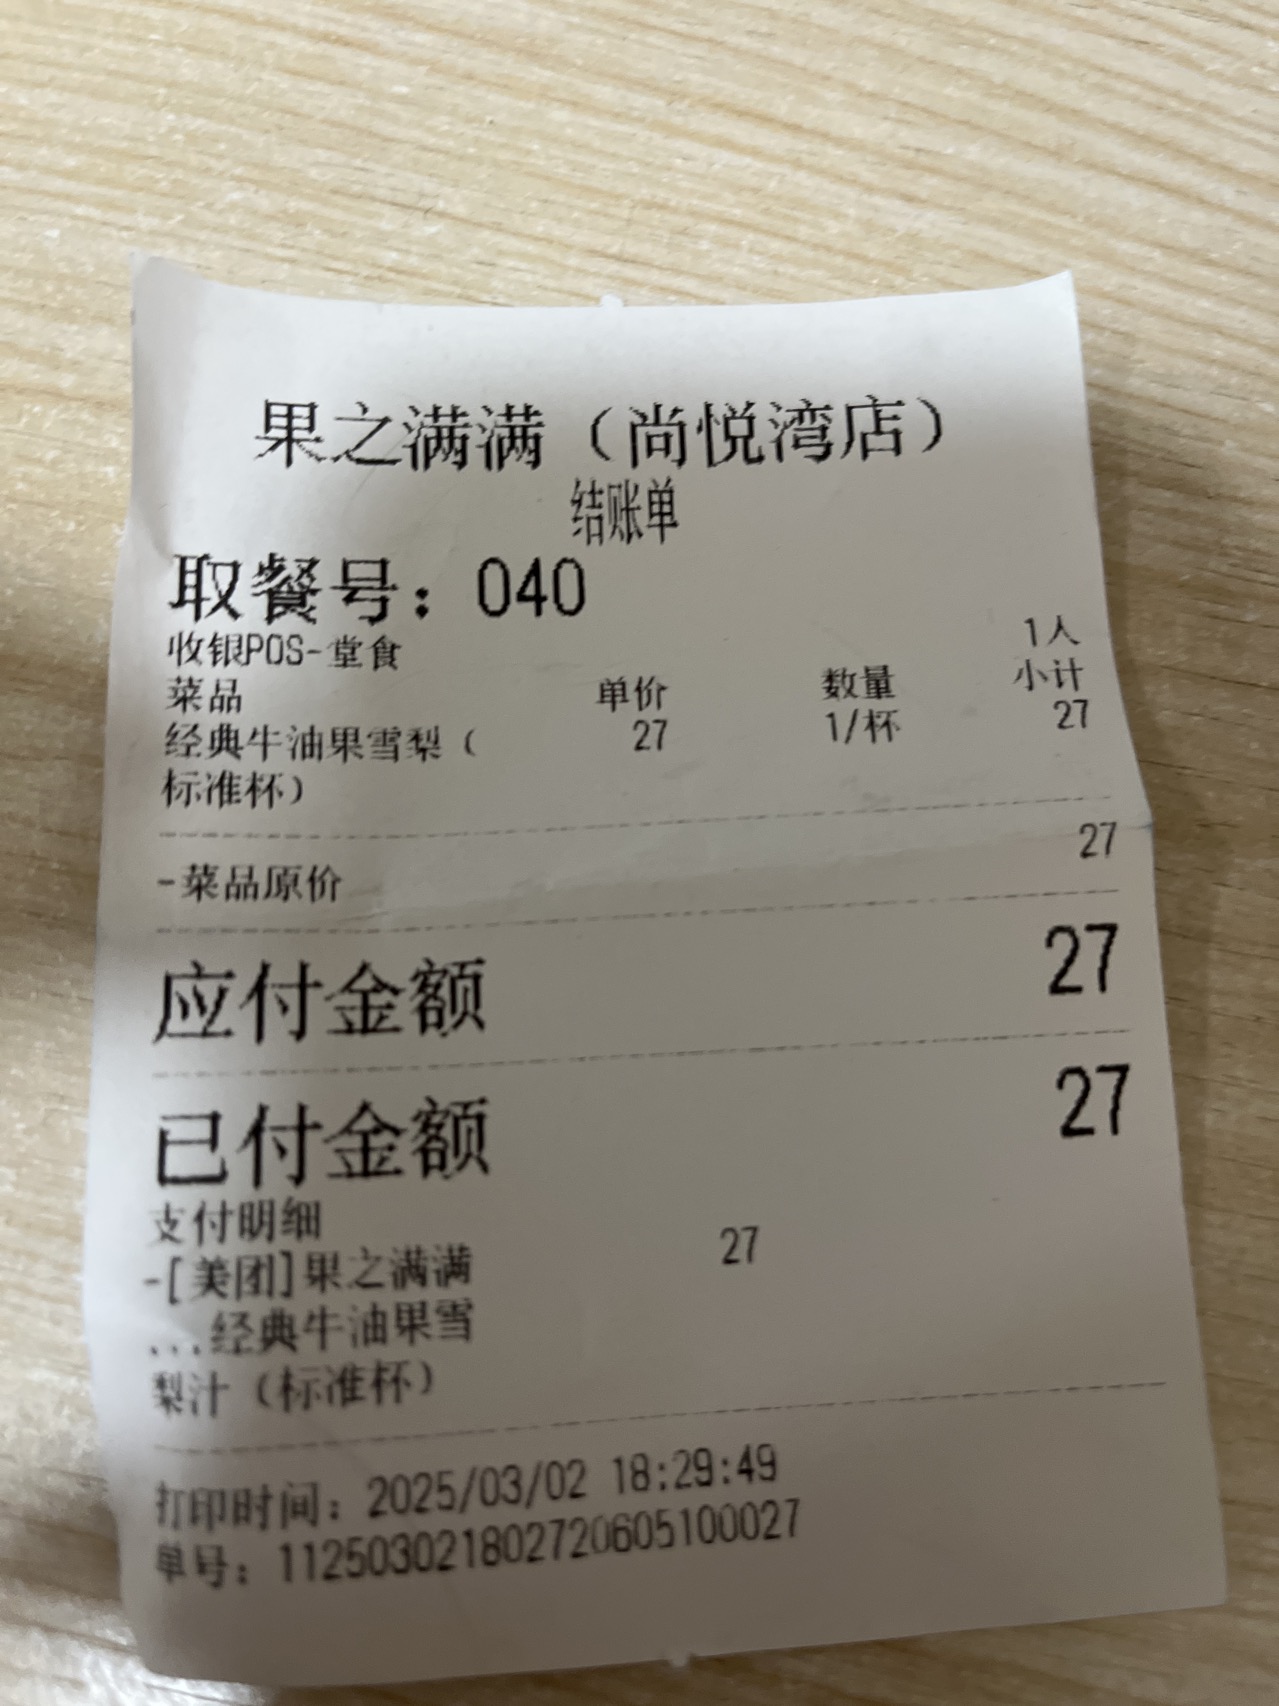 果之满满（尚悦湾店）
结账单
取餐号：040
收银POS-堂食 1人
菜品 单价 数量 小计
经典牛油果雪梨（ 27 1/杯 27
标准杯）
-菜品原价 27
应付金额 27
已付金额 27
支付明细
-[美团]果之满满 27
...经典牛油果雪
梨汁（标准杯）
打印时间：2025/03/02 18:29:49
单号：112503021802720605100027